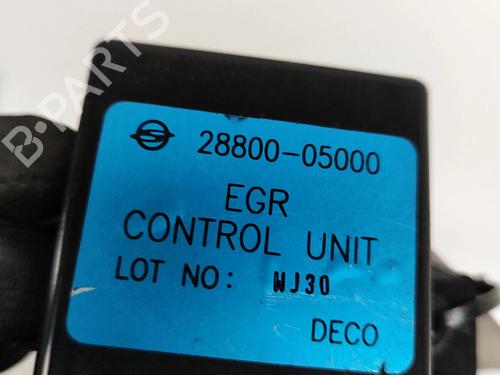 B-PARTS
28800-05000
EGR
CONTROL UNIT
LOT NO: WJ30
DECO